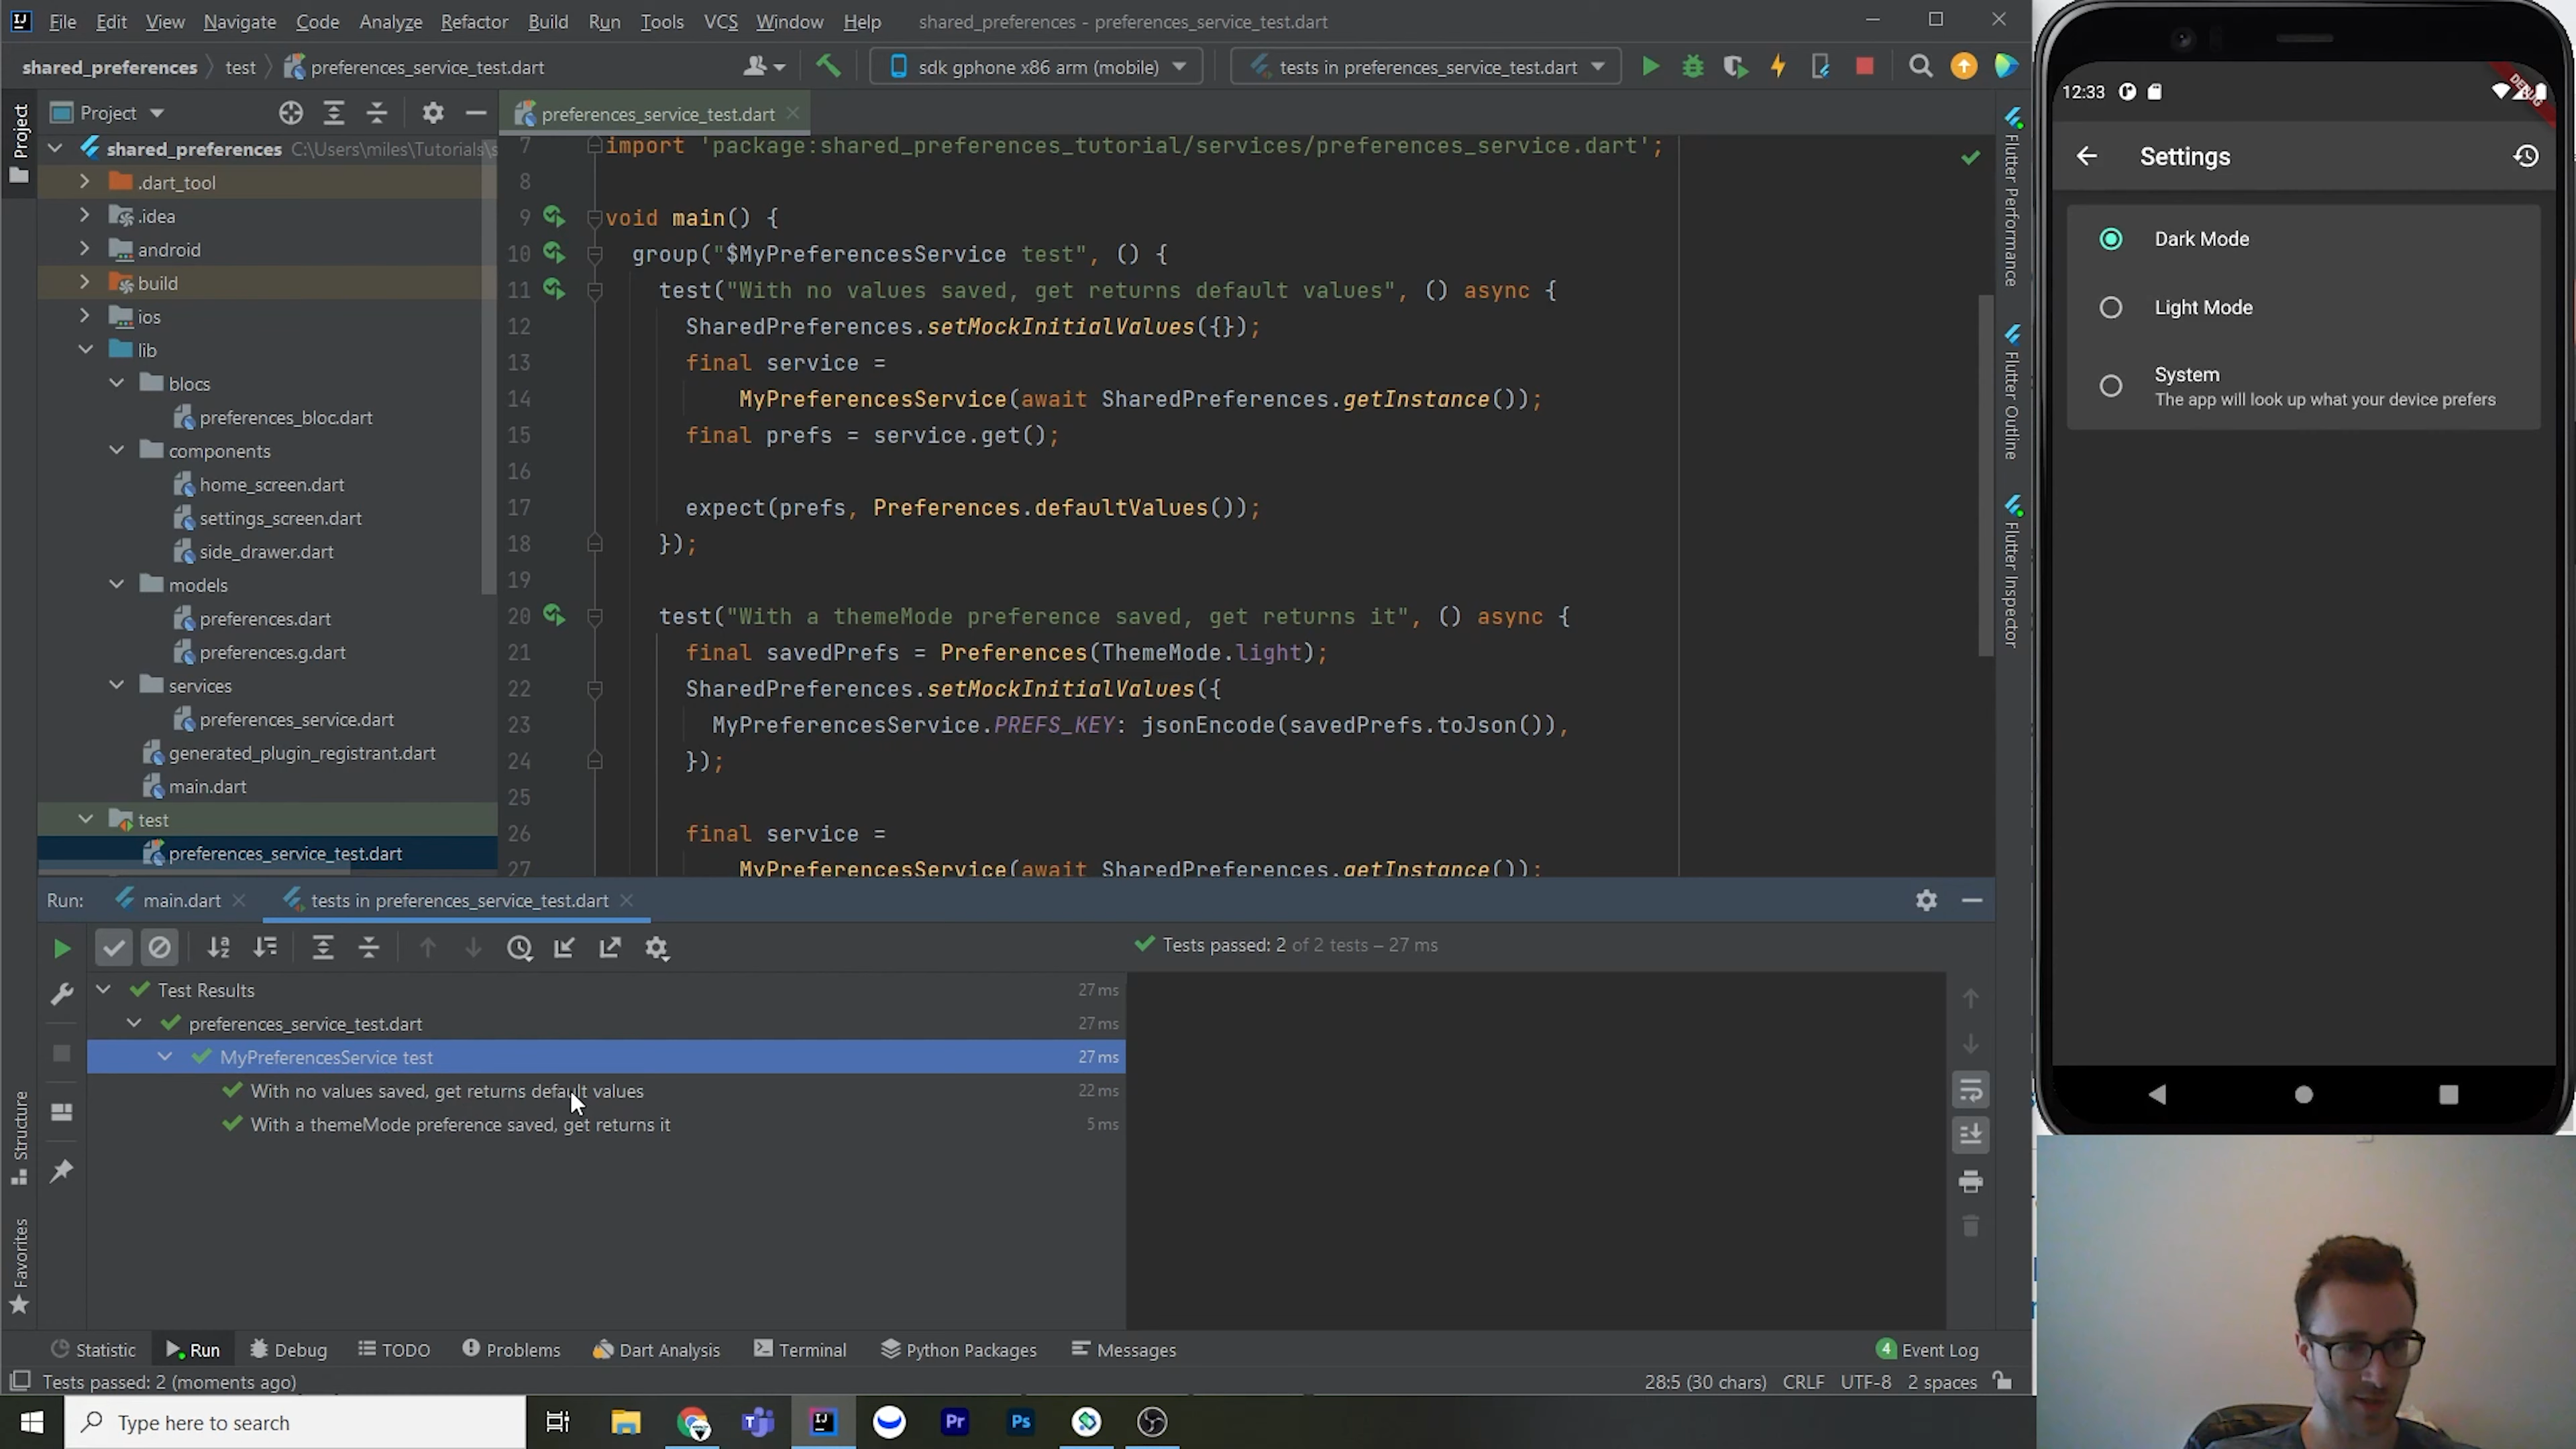 File Edit View Navigate Code Analyze Refactor Build Run Tools VCS Window Help shared_preferences - preferences_service_test.dart
shared_preferences test preferences_service_test.dart sdk gphone x86 arm (mobile) tests in preferences_service_test.dart
Project
Project
shared_preferences C:\Users\miles\Tutorials\s
.dart_tool
.idea
android
build
ios
lib
blocs
preferences_bloc.dart
components
home_screen.dart
settings_screen.dart
side_drawer.dart
models
preferences.dart
preferences.g.dart
services
preferences_service.dart
generated_plugin_registrant.dart
main.dart
test
preferences_service_test.dart
preferences_service_test.dart
7 import 'package:shared_preferences_tutorial/services/preferences_service.dart';
8
9 void main() {
10 group("$MyPreferencesService test", () {
11 test("With no values saved, get returns default values", () async {
12 SharedPreferences.setMockInitialValues({});
13 final service =
14 MyPreferencesService(await SharedPreferences.getInstance());
15 final prefs = service.get();
16
17 expect(prefs, Preferences.defaultValues());
18 });
19
20 test("With a themeMode preference saved, get returns it", () async {
21 final savedPrefs = Preferences(ThemeMode.light);
22 SharedPreferences.setMockInitialValues({
23 MyPreferencesService.PREFS_KEY: jsonEncode(savedPrefs.toJson()),
24 });
25
26 final service =
27 MyPreferencesService(await SharedPreferences.getInstance());
Flutter Performance
Flutter Outline
Flutter Inspector
12:33
DEBUG
Settings
Dark Mode
Light Mode
System
The app will look up what your device prefers
Run: main.dart tests in preferences_service_test.dart
Tests passed: 2 of 2 tests – 27 ms
Test Results 27 ms
preferences_service_test.dart 27 ms
MyPreferencesService test 27 ms
With no values saved, get returns default values 22 ms
With a themeMode preference saved, get returns it 5 ms
Structure
Favorites
Statistic Run Debug TODO Problems Dart Analysis Terminal Python Packages Messages 4 Event Log
Tests passed: 2 (moments ago) 28:5 (30 chars) CRLF UTF-8 2 spaces
Type here to search
Pr
Ps